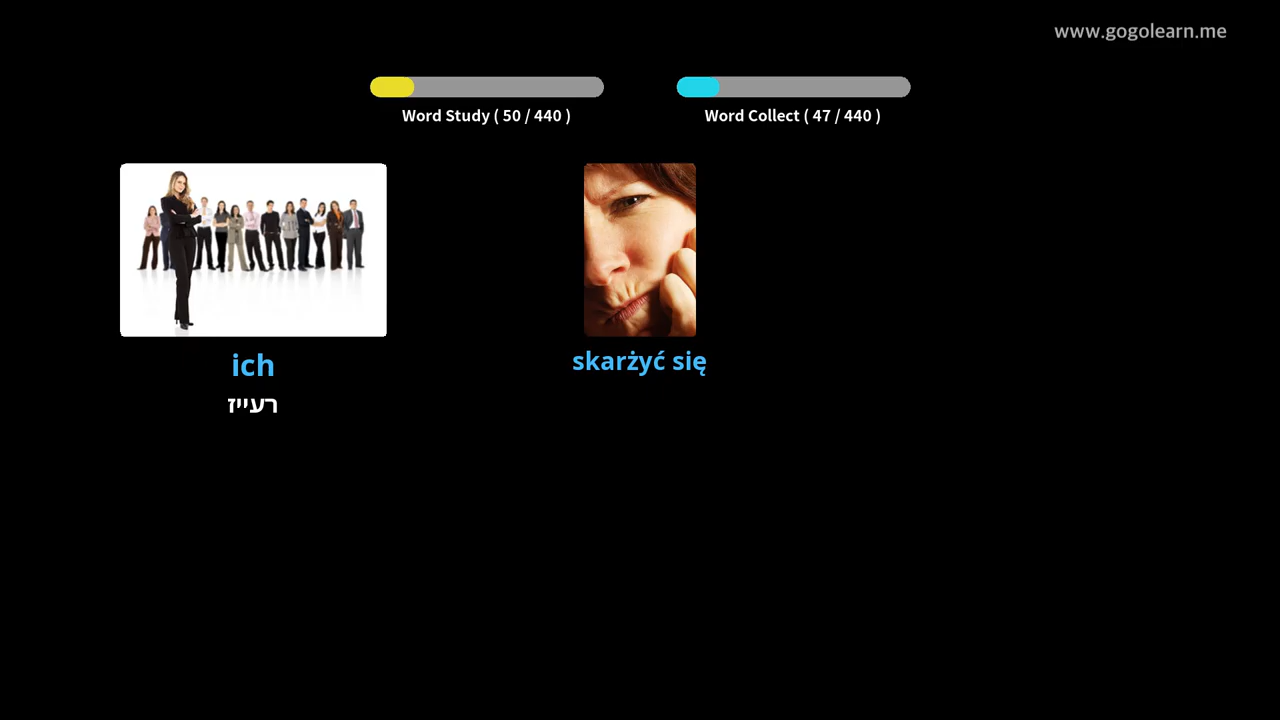 www.gogolearn.me
Word Study ( 50 / 440 )
Word Collect ( 47 / 440 )
ich
רעייז
skarżyć się